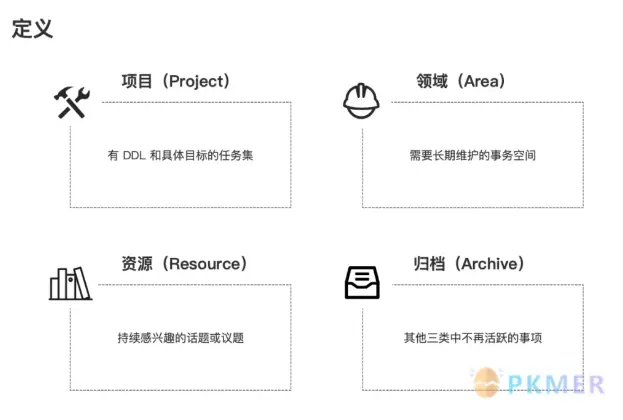 定义
项目（Project）
领域（Area）
有 DDL 和具体目标的任务集
需要长期维护的事务空间
资源（Resource）
归档（Archive）
持续感兴趣的话题或议题
其他三类中不再活跃的事项
PKMER